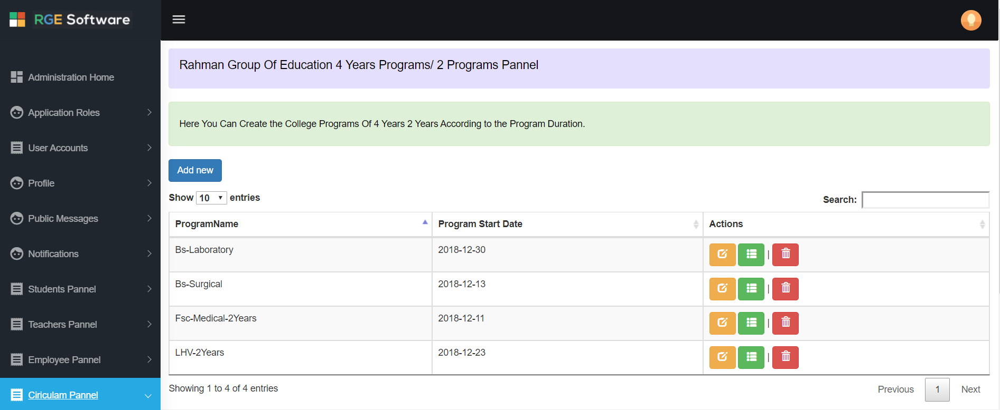 RGE Software
Administration Home
Application Roles
User Accounts
Profile
Public Messages
Notifications
Students Pannel
Teachers Pannel
Employee Pannel
Ciriculam Pannel
Rahman Group Of Education 4 Years Programs/ 2 Programs Pannel
Here You Can Create the College Programs Of 4 Years 2 Years According to the Program Duration.
Add new
Show 10 entries
Search:
ProgramName Program Start Date Actions
Bs-Laboratory 2018-12-30 |
Bs-Surgical 2018-12-13 |
Fsc-Medical-2Years 2018-12-11 |
LHV-2Years 2018-12-23 |
Showing 1 to 4 of 4 entries
Previous 1 Next